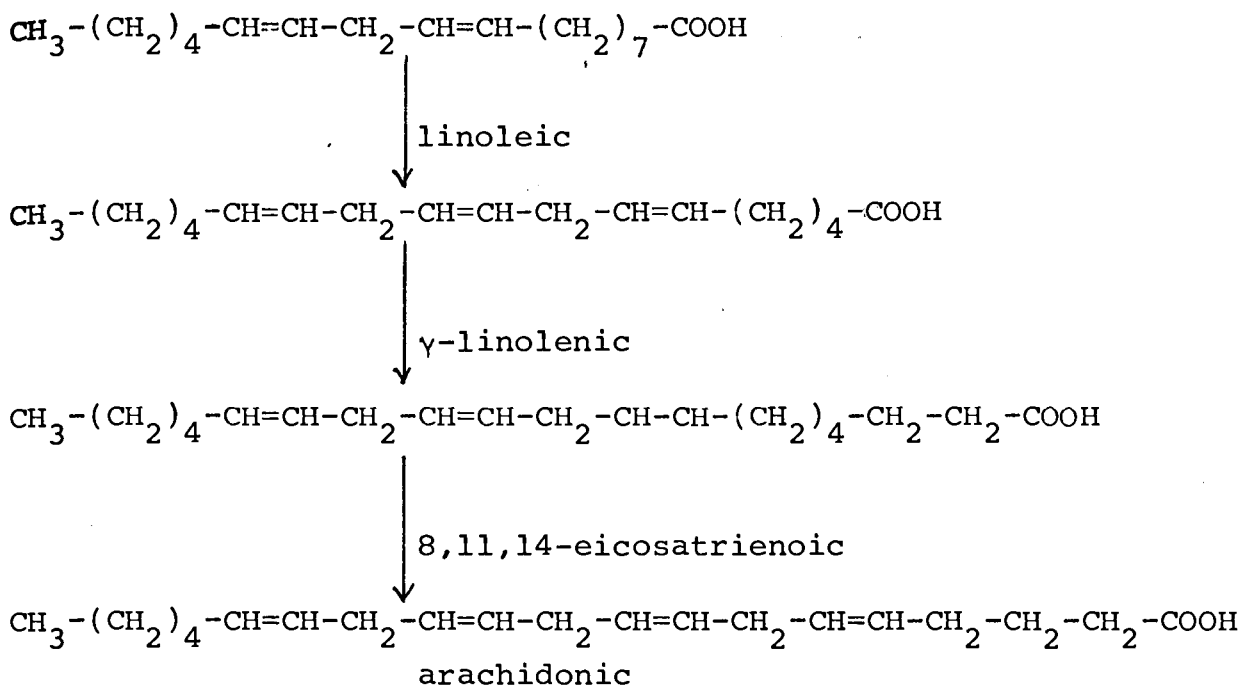 CH₃-(CH₂)₄-CH=CH-CH₂-CH=CH-(CH₂)₇-COOH
linoleic
CH₃-(CH₂)₄-CH=CH-CH₂-CH=CH-CH₂-CH=CH-(CH₂)₄-COOH
γ-linolenic
CH₃-(CH₂)₄-CH=CH-CH₂-CH=CH-CH₂-CH-CH-(CH₂)₄-CH₂-CH₂-COOH
8,11,14-eicosatrienoic
CH₃-(CH₂)₄-CH=CH-CH₂-CH=CH-CH₂-CH=CH-CH₂-CH=CH-CH₂-CH₂-CH₂-COOH
arachidonic